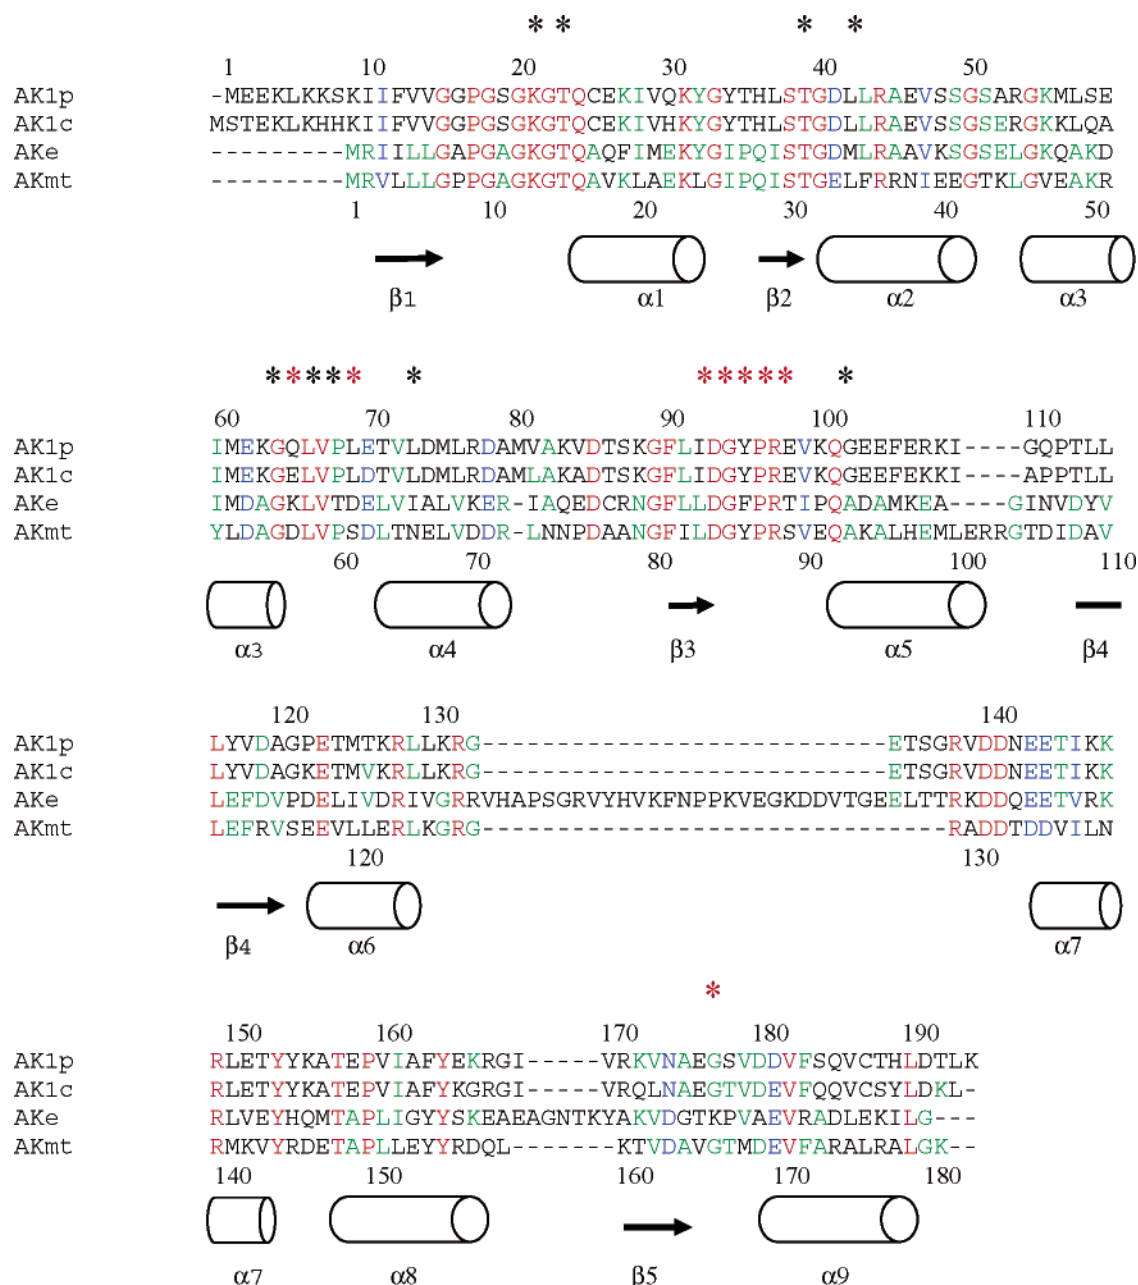 * * * *
1 10 20 30 40 50
AK1p -MEEKLKKSKIIFVVGGPGSGKGTQCEKIVQKYGYTHLSTGDLLRAEVSSGSARGKMLSE
AK1c MSTEKLKHHKIIFVVGGPGSGKGTQCEKIVHKYGYTHLSTGDLLRAEVSSGSERGKKLQA
AKe ---------MRIILLGAPGAGKGTQAQFIMEKYGIPQISTGDMLRAAVKSGSELGKQAKD
AKmt ---------MRVLLLGPPGAGKGTQAVKLAEKLGIPQISTGELFRRNIEEGTKLGVEAKR
1 10 20 30 40 50
β1 α1 β2 α2 α3
* * * * * * * * * * * *
60 70 80 90 100 110
AK1p IMEKGQLVPLETVLDMLRDAMVAKVDTSKGFLIDGYPREVKQGEEFERKI----GQPTLL
AK1c IMEKGELVPLDTVLDMLRDAMLAKADTSKGFLIDGYPREVKQGEEFEKKI----APPTLL
AKe IMDAGKLVTDELVIALVKER-IAQEDCRNGFLLDGFPRTIPQADAMKEA----GINVDYV
AKmt YLDAGDLVPSDLTNELVDDR-LNNPDAANGFILDGYPRSVEQAKALHEMLERRGTDIDAV
60 70 80 90 100 110
α3 α4 β3 α5 β4
120 130 140
AK1p LYVDAGPETMTKRLLKRG---------------------------ETSGRVDDNEETIKK
AK1c LYVDAGKETMVKRLLKRG---------------------------ETSGRVDDNEETIKK
AKe LEFDVPDELIVDRIVGRRVHAPSGRVYHVKFNPPKVEGKDDVTGEELTTRKDDQEETVRK
AKmt LEFRVSEEVLLERLKGRG-------------------------------RADDTDDVILN
120 130
β4 α6 α7
*
150 160 170 180 190
AK1p RLETYYKATEPVIAFYEKRGI-----VRKVNAEGSVDDVFSQVCTHLDTLK
AK1c RLETYYKATEPVIAFYKGRGI-----VRQLNAEGTVDEVFQQVCSYLDKL-
AKe RLVEYHQMTAPLIGYYSKEAEAGNTKYAKVDGTKPVAEVRADLEKILG---
AKmt RMKVYRDETAPLLEYYRDQL------KTVDAVGTMDEVFARALRALGK--
140 150 160 170 180
α7 α8 β5 α9